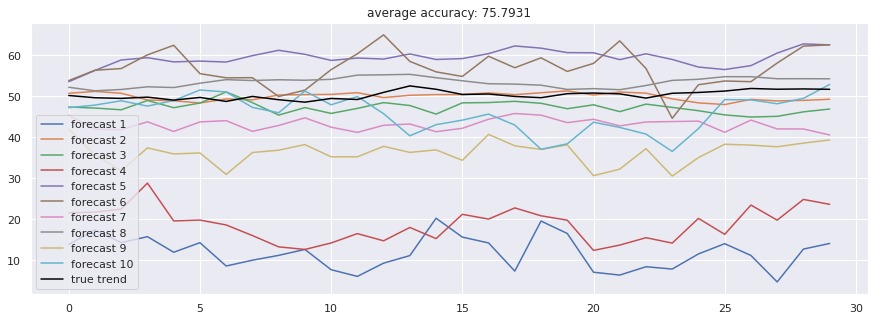 average accuracy: 75.7931
60
50
40
30
20
10
forecast 1
forecast 2
forecast 3
forecast 4
forecast 5
forecast 6
forecast 7
forecast 8
forecast 9
forecast 10
true trend
0
5
10
15
20
25
30